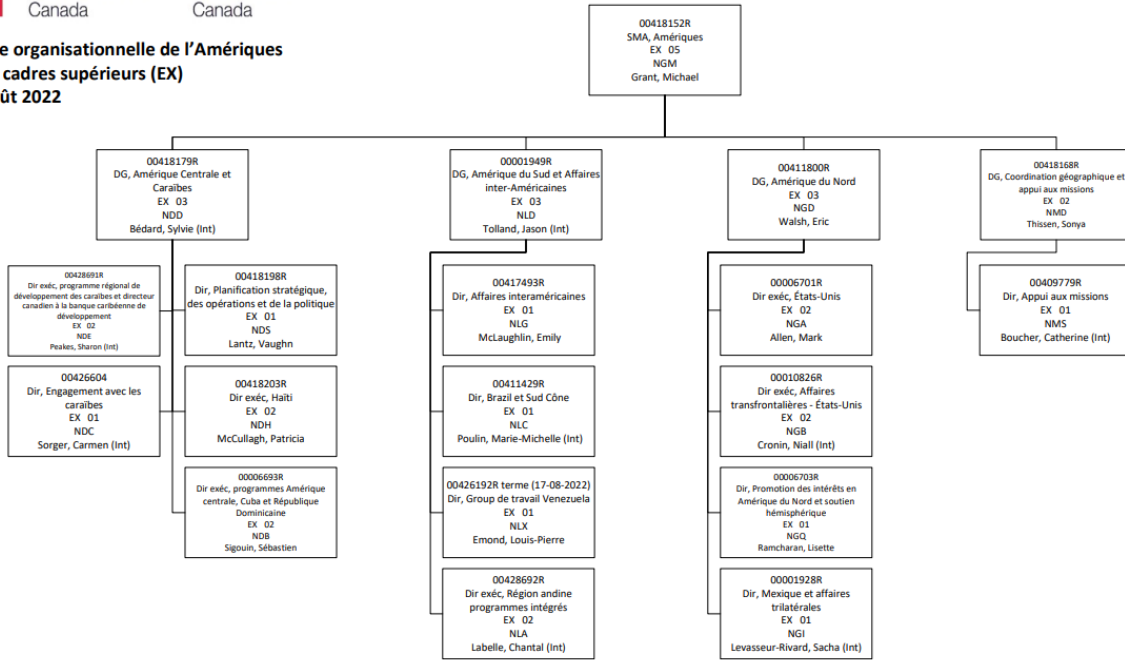 Canada
Canada
e organisationnelle de l’Amériques
cadres supérieurs (EX)
ût 2022
00418152R
SMA, Amériques
EX 05
NGM
Grant, Michael
00418179R
DG, Amérique Centrale et
Caraïbes
EX 03
NDD
Bédard, Sylvie (Int)
00001949R
DG, Amérique du Sud et Affaires
inter-Américaines
EX 03
NLD
Tolland, Jason (Int)
00411800R
DG, Amérique du Nord
EX 03
NGD
Walsh, Eric
00418168R
DG, Coordination géographique et
appui aux missions
EX 02
NMD
Thissen, Sonya
00428691R
Dir exéc, programme régional de
développement des caraïbes et directeur
canadien à la banque caribéenne de
développement
EX 02
NDE
Peakes, Sharon (Int)
00418198R
Dir, Planification stratégique,
des opérations et de la politique
EX 01
NDS
Lantz, Vaughn
00417493R
Dir, Affaires interaméricaines
EX 01
NLG
McLaughlin, Emily
00006701R
Dir exéc, États-Unis
EX 02
NGA
Allen, Mark
00409779R
Dir, Appui aux missions
EX 01
NMS
Boucher, Catherine (Int)
00426604
Dir, Engagement avec les
caraïbes
EX 01
NDC
Sorger, Carmen (Int)
00418203R
Dir exéc, Haïti
EX 02
NDH
McCullagh, Patricia
00411429R
Dir, Brazil et Sud Cône
EX 01
NLC
Poulin, Marie-Michelle (Int)
00010826R
Dir exéc, Affaires
transfrontalières - États-Unis
EX 02
NGB
Cronin, Niall (Int)
00006693R
Dir exéc, programmes Amérique
centrale, Cuba et République
Dominicaine
EX 02
NDB
Sigouin, Sébastien
00426192R terme (17-08-2022)
Dir, Group de travail Venezuela
EX 01
NLX
Emond, Louis-Pierre
00006703R
Dir, Promotion des intérêts en
Amérique du Nord et soutien
hémisphérique
EX 01
NGQ
Ramcharan, Lisette
00428692R
Dir exéc, Région andine
programmes intégrés
EX 02
NLA
Labelle, Chantal (Int)
00001928R
Dir, Mexique et affaires
trilatérales
EX 01
NGI
Levasseur-Rivard, Sacha (Int)